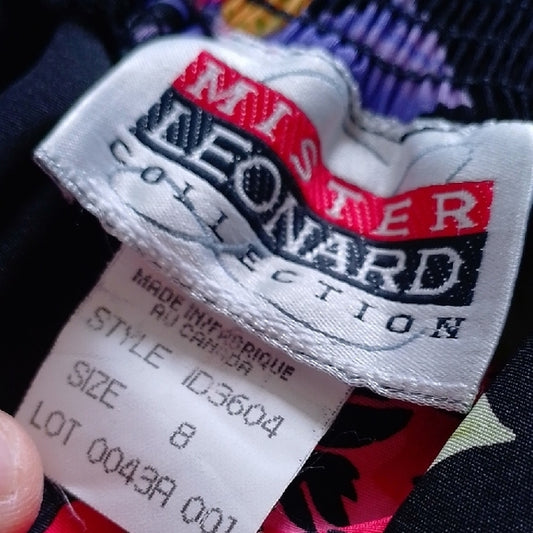 MISTER
LEONARD
COLLECTION
MADE IN/FABRIQUE
AU CANADA
STYLE ID3604
SIZE 8
LOT 0043A 001